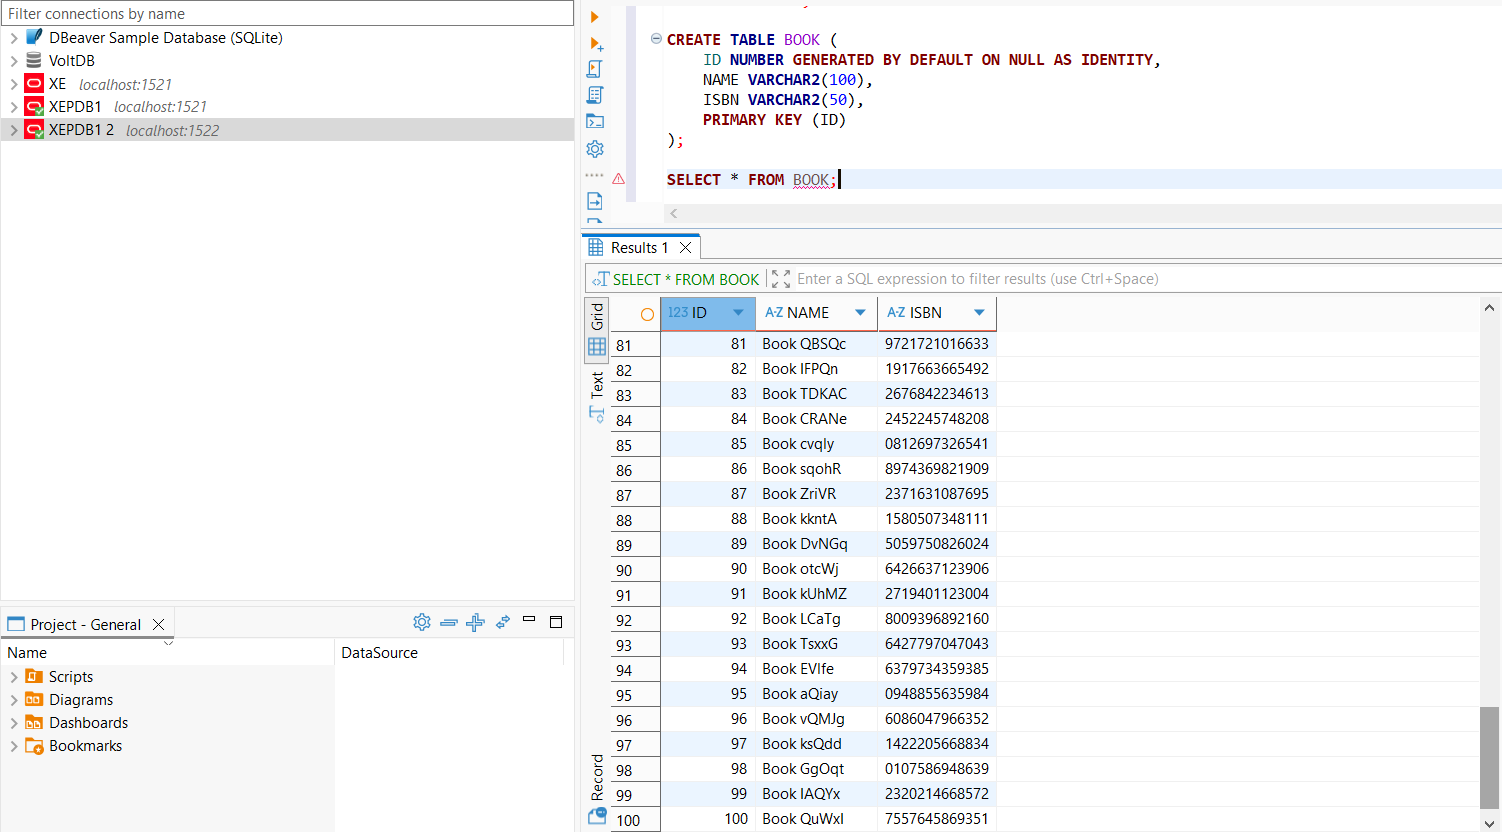 Filter connections by name
DBeaver Sample Database (SQLite)
VoltDB
XE localhost:1521
XEPDB1 localhost:1521
XEPDB1 2 localhost:1522
CREATE TABLE BOOK (
ID NUMBER GENERATED BY DEFAULT ON NULL AS IDENTITY,
NAME VARCHAR2(100),
ISBN VARCHAR2(50),
PRIMARY KEY (ID)
);
SELECT * FROM BOOK;
Results 1
SELECT * FROM BOOK Enter a SQL expression to filter results (use Ctrl+Space)
Grid
Text
Record
123 ID A-Z NAME A-Z ISBN
81 81 Book QBSQc 9721721016633
82 82 Book IFPQn 1917663665492
83 83 Book TDKAC 2676842234613
84 84 Book CRANe 2452245748208
85 85 Book cvqly 0812697326541
86 86 Book sqohR 8974369821909
87 87 Book ZriVR 2371631087695
88 88 Book kkntA 1580507348111
89 89 Book DvNGq 5059750826024
90 90 Book otcWj 6426637123906
91 91 Book kUhMZ 2719401123004
92 92 Book LCaTg 8009396892160
93 93 Book TsxxG 6427797047043
94 94 Book EVIfe 6379734359385
95 95 Book aQiay 0948855635984
96 96 Book vQMJg 6086047966352
97 97 Book ksQdd 1422205668834
98 98 Book GgOqt 0107586948639
99 99 Book IAQYx 2320214668572
100 100 Book QuWxI 7557645869351
Project - General
Name DataSource
Scripts
Diagrams
Dashboards
Bookmarks